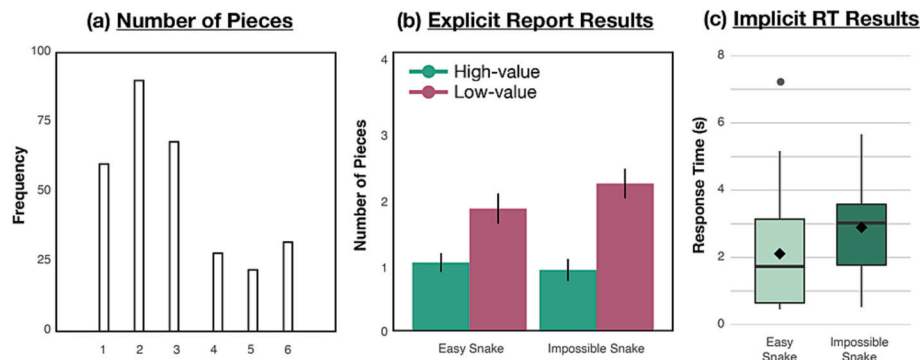 (a) Number of Pieces
100
75
50
25
0
Frequency
1 2 3 4 5 6
(b) Explicit Report Results
4
3
2
1
0
Number of Pieces
High-value
Low-value
Easy Snake Impossible Snake
(c) Implicit RT Results
8
6
4
2
0
Response Time (s)
Easy Impossible
Snake Snake